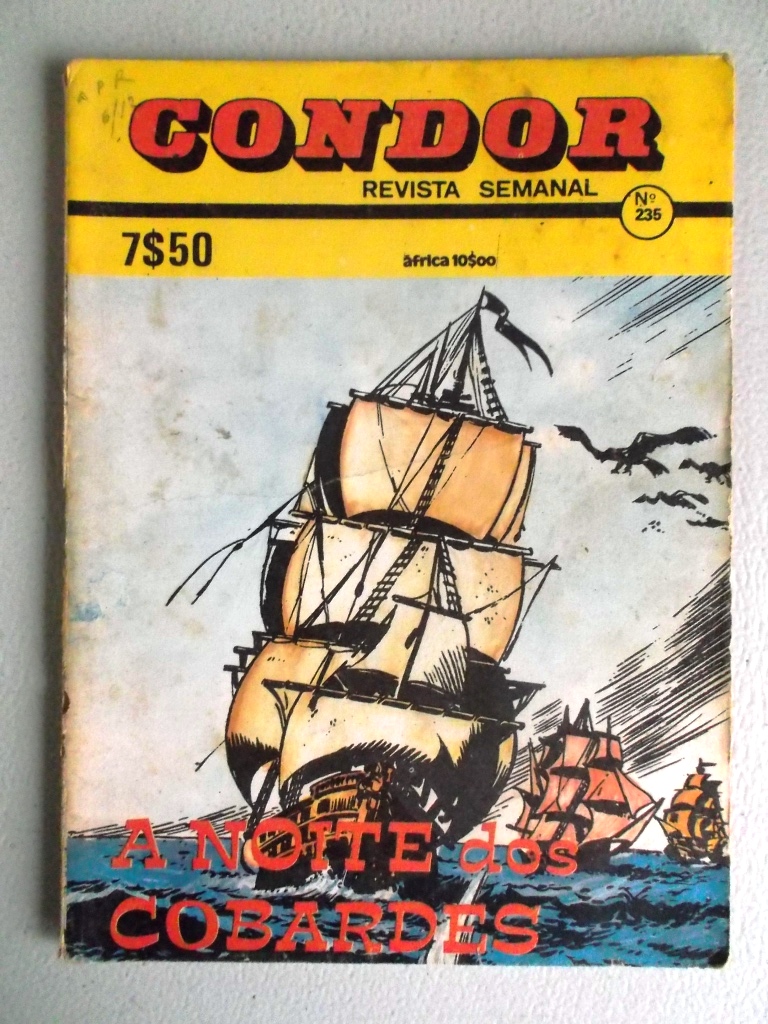 A P R
CONDOR
REVISTA SEMANAL
Nº
235
7$50
áfrica 10$00
A NOITE dos
COBARDES